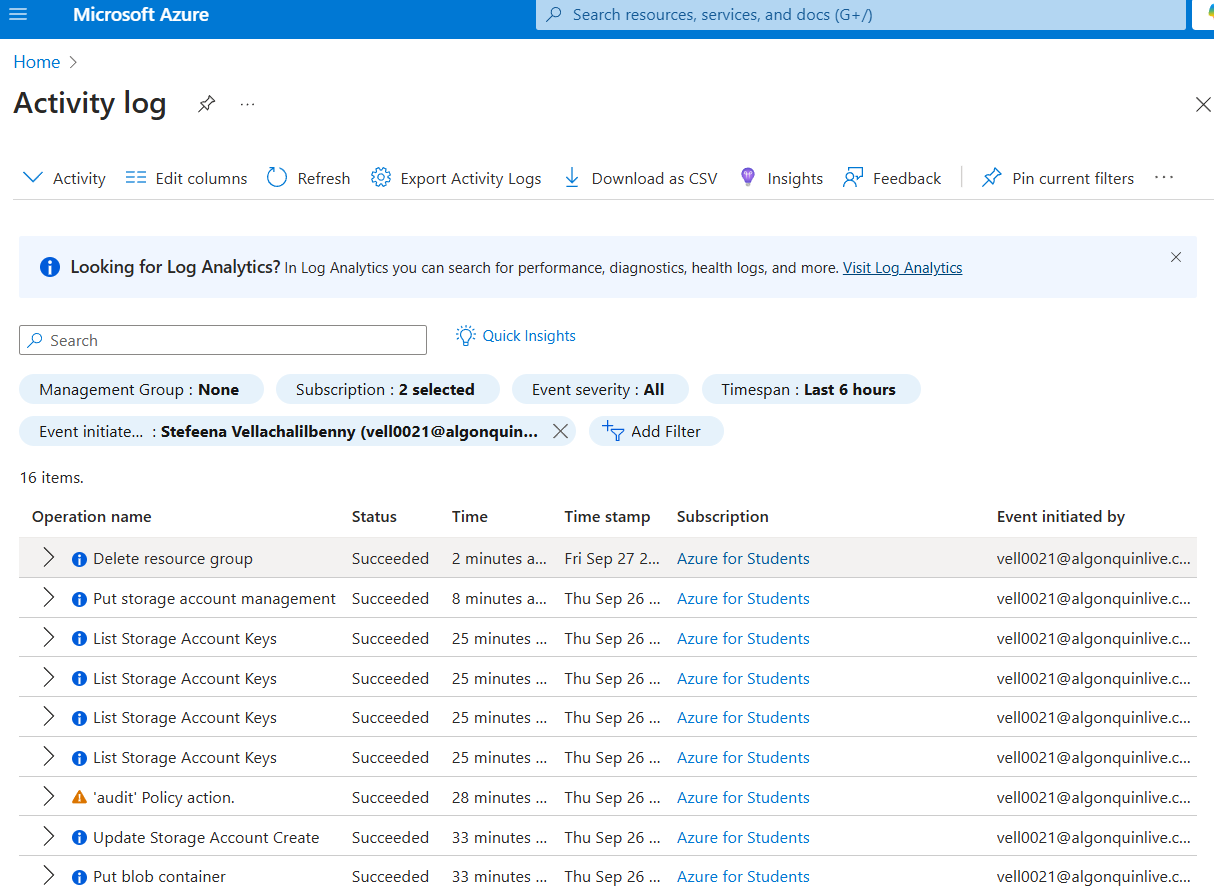 Microsoft Azure
Search resources, services, and docs (G+/)
Home
Activity log
Activity Edit columns Refresh Export Activity Logs Download as CSV Insights Feedback Pin current filters
Looking for Log Analytics? In Log Analytics you can search for performance, diagnostics, health logs, and more. Visit Log Analytics
Search
Quick Insights
Management Group : None Subscription : 2 selected Event severity : All Timespan : Last 6 hours
Event initiate... : Stefeena Vellachalilbenny (vell0021@algonquin... Add Filter
16 items.
Operation name Status Time Time stamp Subscription Event initiated by
Delete resource group Succeeded 2 minutes a... Fri Sep 27 2... Azure for Students vell0021@algonquinlive.c...
Put storage account management Succeeded 8 minutes a... Thu Sep 26 ... Azure for Students vell0021@algonquinlive.c...
List Storage Account Keys Succeeded 25 minutes ... Thu Sep 26 ... Azure for Students vell0021@algonquinlive.c...
List Storage Account Keys Succeeded 25 minutes ... Thu Sep 26 ... Azure for Students vell0021@algonquinlive.c...
List Storage Account Keys Succeeded 25 minutes ... Thu Sep 26 ... Azure for Students vell0021@algonquinlive.c...
List Storage Account Keys Succeeded 25 minutes ... Thu Sep 26 ... Azure for Students vell0021@algonquinlive.c...
'audit' Policy action. Succeeded 28 minutes ... Thu Sep 26 ... Azure for Students vell0021@algonquinlive.c...
Update Storage Account Create Succeeded 33 minutes ... Thu Sep 26 ... Azure for Students vell0021@algonquinlive.c...
Put blob container Succeeded 33 minutes ... Thu Sep 26 ... Azure for Students vell0021@algonquinlive.c...